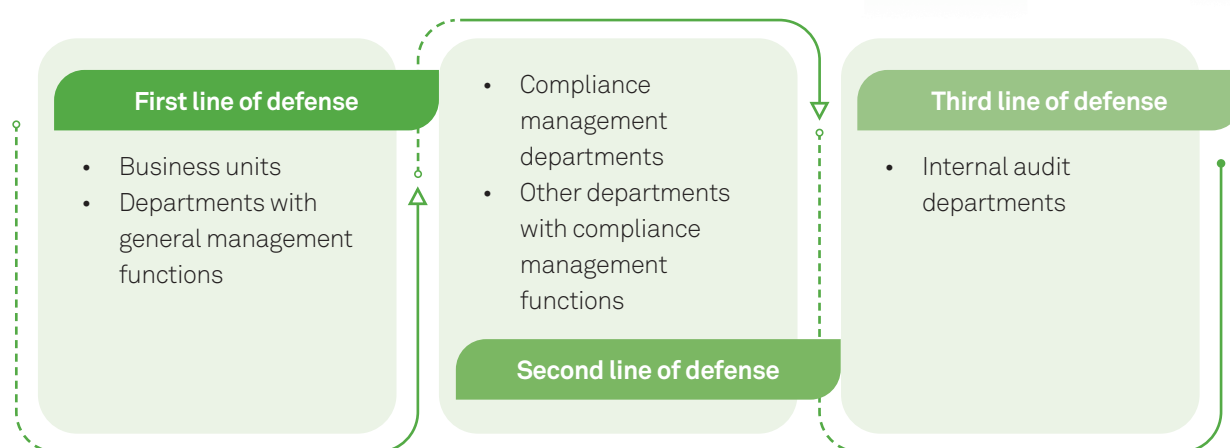 First line of defense
• Business units
• Departments with
general management
functions
• Compliance
management
departments
• Other departments
with compliance
management
functions
Second line of defense
Third line of defense
• Internal audit
departments